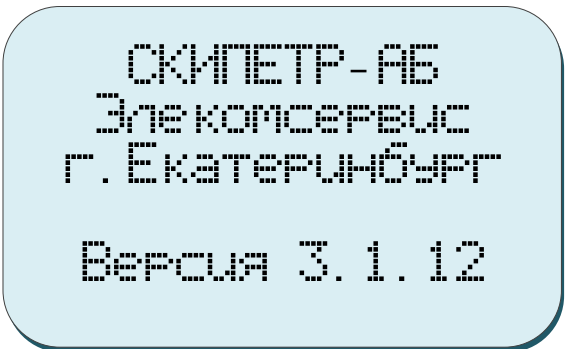 СКИПЕТР-АБ
Элекомсервис
г.Екатеринбург
Версия 3.1.12